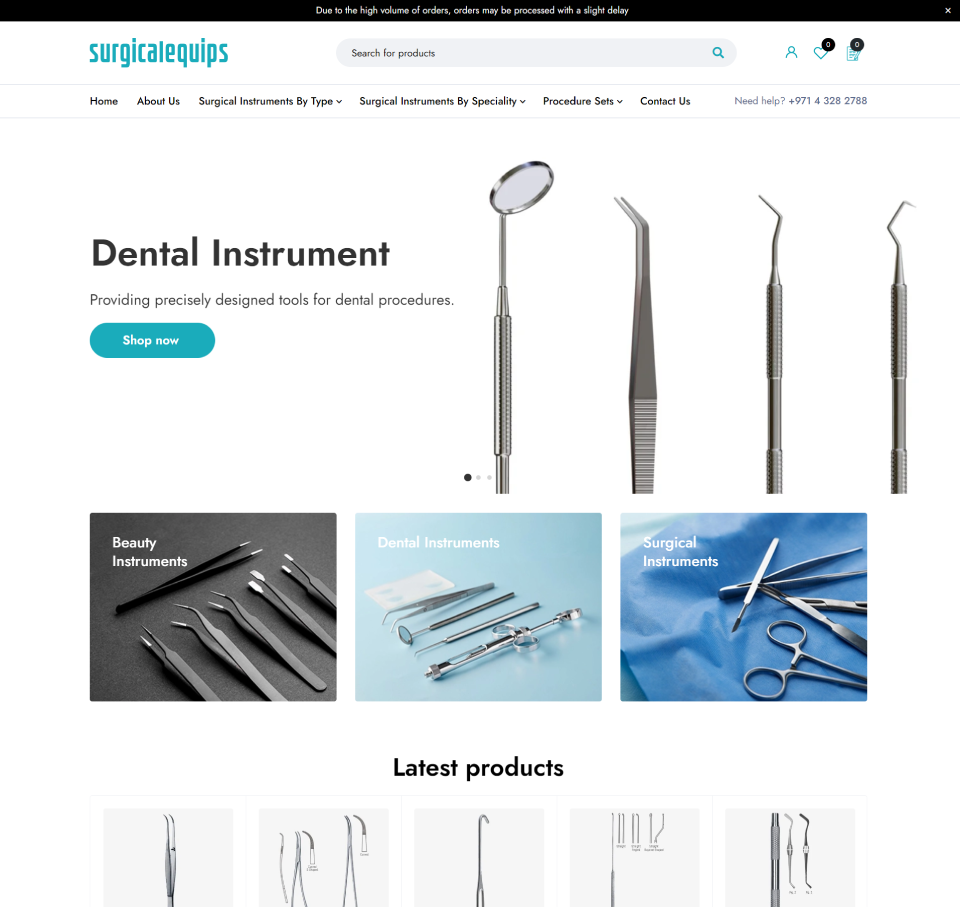 Due to the high volume of orders, orders may be processed with a slight delay
×
surgicalequips
Search for products
0
0
Home
About Us
Surgical Instruments By Type
Surgical Instruments By Speciality
Procedure Sets
Contact Us
Need help? +971 4 328 2788
Dental Instrument
Providing precisely designed tools for dental procedures.
Shop now
Beauty
Instruments
Dental Instruments
Surgical
Instruments
Latest products